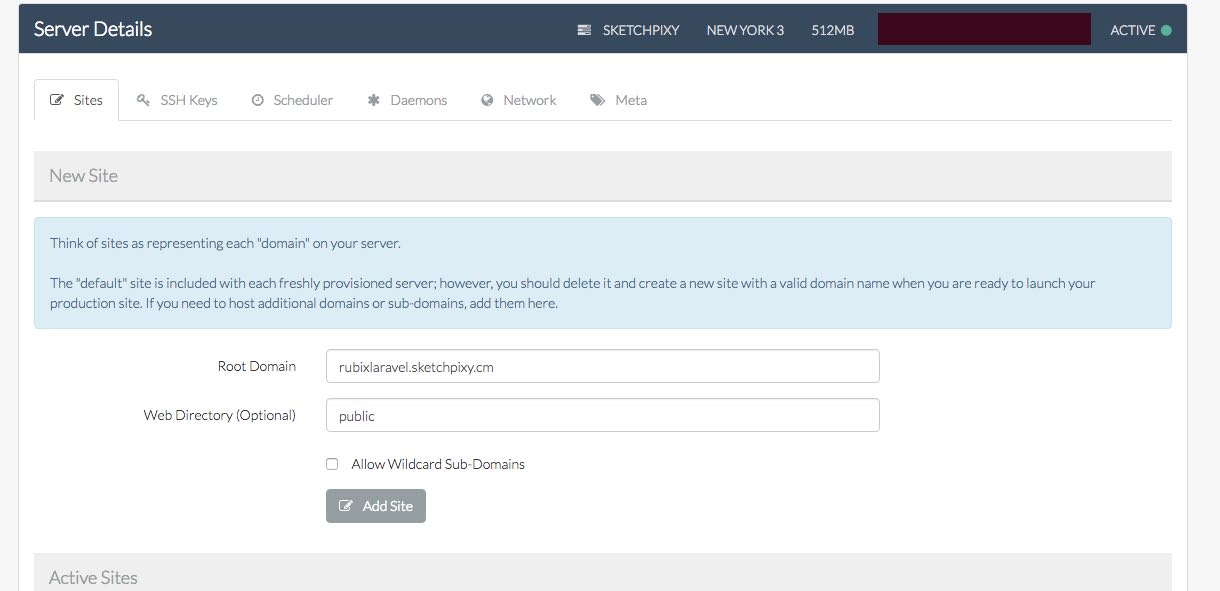 Server Details
SKETCHPIXY NEW YORK 3 512MB ACTIVE
Sites SSH Keys Scheduler Daemons Network Meta
New Site
Think of sites as representing each "domain" on your server.
The "default" site is included with each freshly provisioned server; however, you should delete it and create a new site with a valid domain name when you are ready to launch your
production site. If you need to host additional domains or sub-domains, add them here.
Root Domain rubixlaravel.sketchpixy.cm
Web Directory (Optional) public
Allow Wildcard Sub-Domains
Add Site
Active Sites